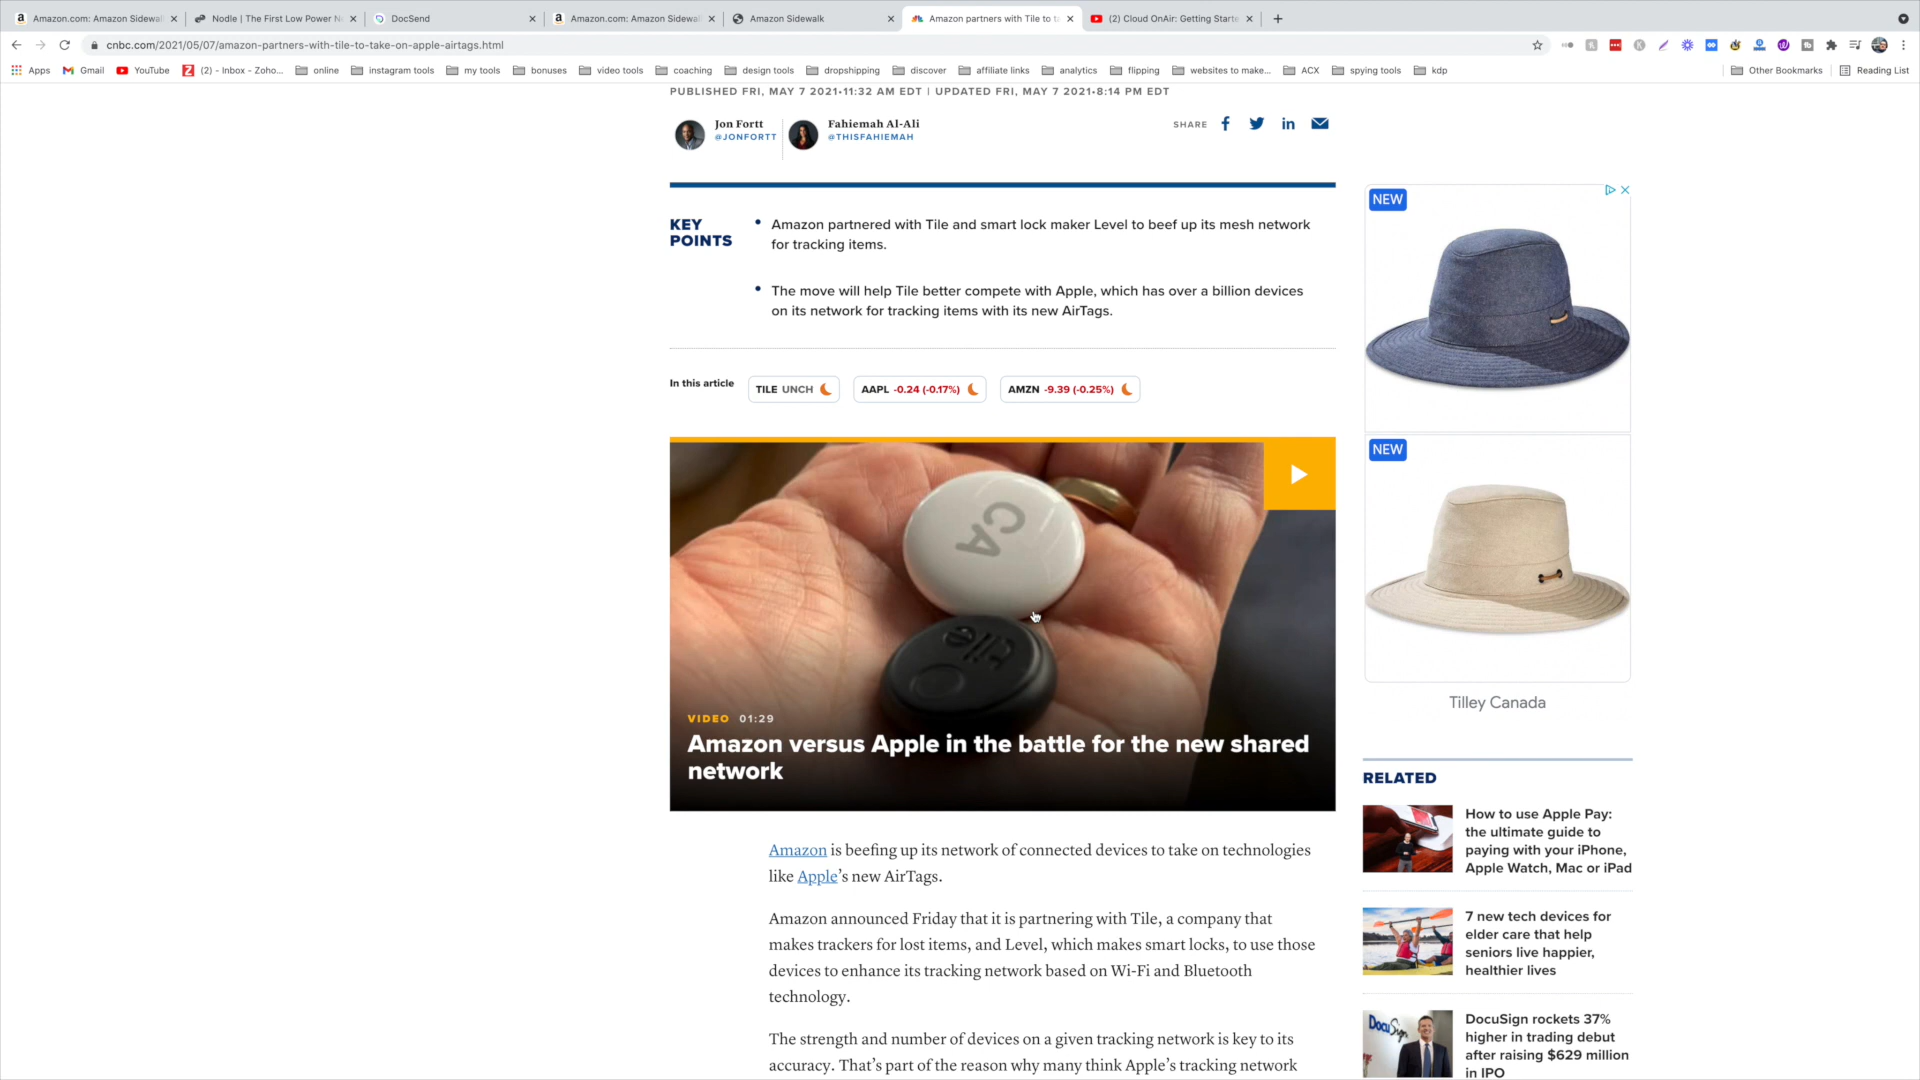 Amazon.com: Amazon Sidewal
Nodle | The First Low Power N
DocSend
Amazon.com: Amazon Sidewal
Amazon Sidewalk
Amazon partners with Tile to t
(2) Cloud OnAir: Getting Starte
cnbc.com/2021/05/07/amazon-partners-with-tile-to-take-on-apple-airtags.html
Apps
Gmail
YouTube
(2) - Inbox - Zoho...
online
instagram tools
my tools
bonuses
video tools
coaching
design tools
dropshipping
discover
affiliate links
analytics
flipping
websites to make...
ACX
spying tools
kdp
Other Bookmarks
Reading List
PUBLISHED FRI, MAY 7 2021•11:32 AM EDT | UPDATED FRI, MAY 7 2021•8:14 PM EDT
Jon Fortt
@JONFORTT
Fahiemah Al-Ali
@THISFAHIEMAH
SHARE
KEY
POINTS
• Amazon partnered with Tile and smart lock maker Level to beef up its mesh network
for tracking items.
• The move will help Tile better compete with Apple, which has over a billion devices
on its network for tracking items with its new AirTags.
In this article
TILE UNCH
AAPL -0.24 (-0.17%)
AMZN -9.39 (-0.25%)
CA
tile
VIDEO 01:29
Amazon versus Apple in the battle for the new shared
network
Amazon is beefing up its network of connected devices to take on technologies
like Apple’s new AirTags.
Amazon announced Friday that it is partnering with Tile, a company that
makes trackers for lost items, and Level, which makes smart locks, to use those
devices to enhance its tracking network based on Wi-Fi and Bluetooth
technology.
The strength and number of devices on a given tracking network is key to its
accuracy. That’s part of the reason why many think Apple’s tracking network
NEW
NEW
Tilley Canada
RELATED
How to use Apple Pay:
the ultimate guide to
paying with your iPhone,
Apple Watch, Mac or iPad
7 new tech devices for
elder care that help
seniors live happier,
healthier lives
DocuSign
DocuSign rockets 37%
higher in trading debut
after raising $629 million
in IPO